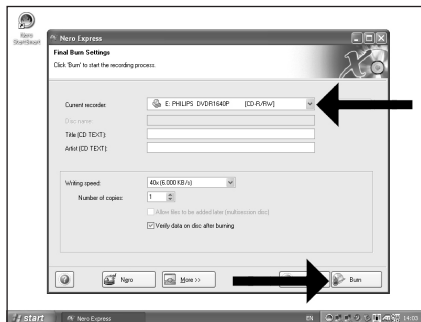 Nero
StartSmart
Nero Express
Final Burn Settings
Click 'Burn' to start the recording process.
Current recorder:
E: PHILIPS DVDR1640P [CD-R/RW]
Disc name:
Title (CD TEXT):
Artist (CD TEXT):
Writing speed:
40x (6.000 KB/s)
Number of copies:
1
Allow files to be added later (multisession disc)
Verify data on disc after burning
Nero
More >>
Burn
start
Nero Express
EN
14:03